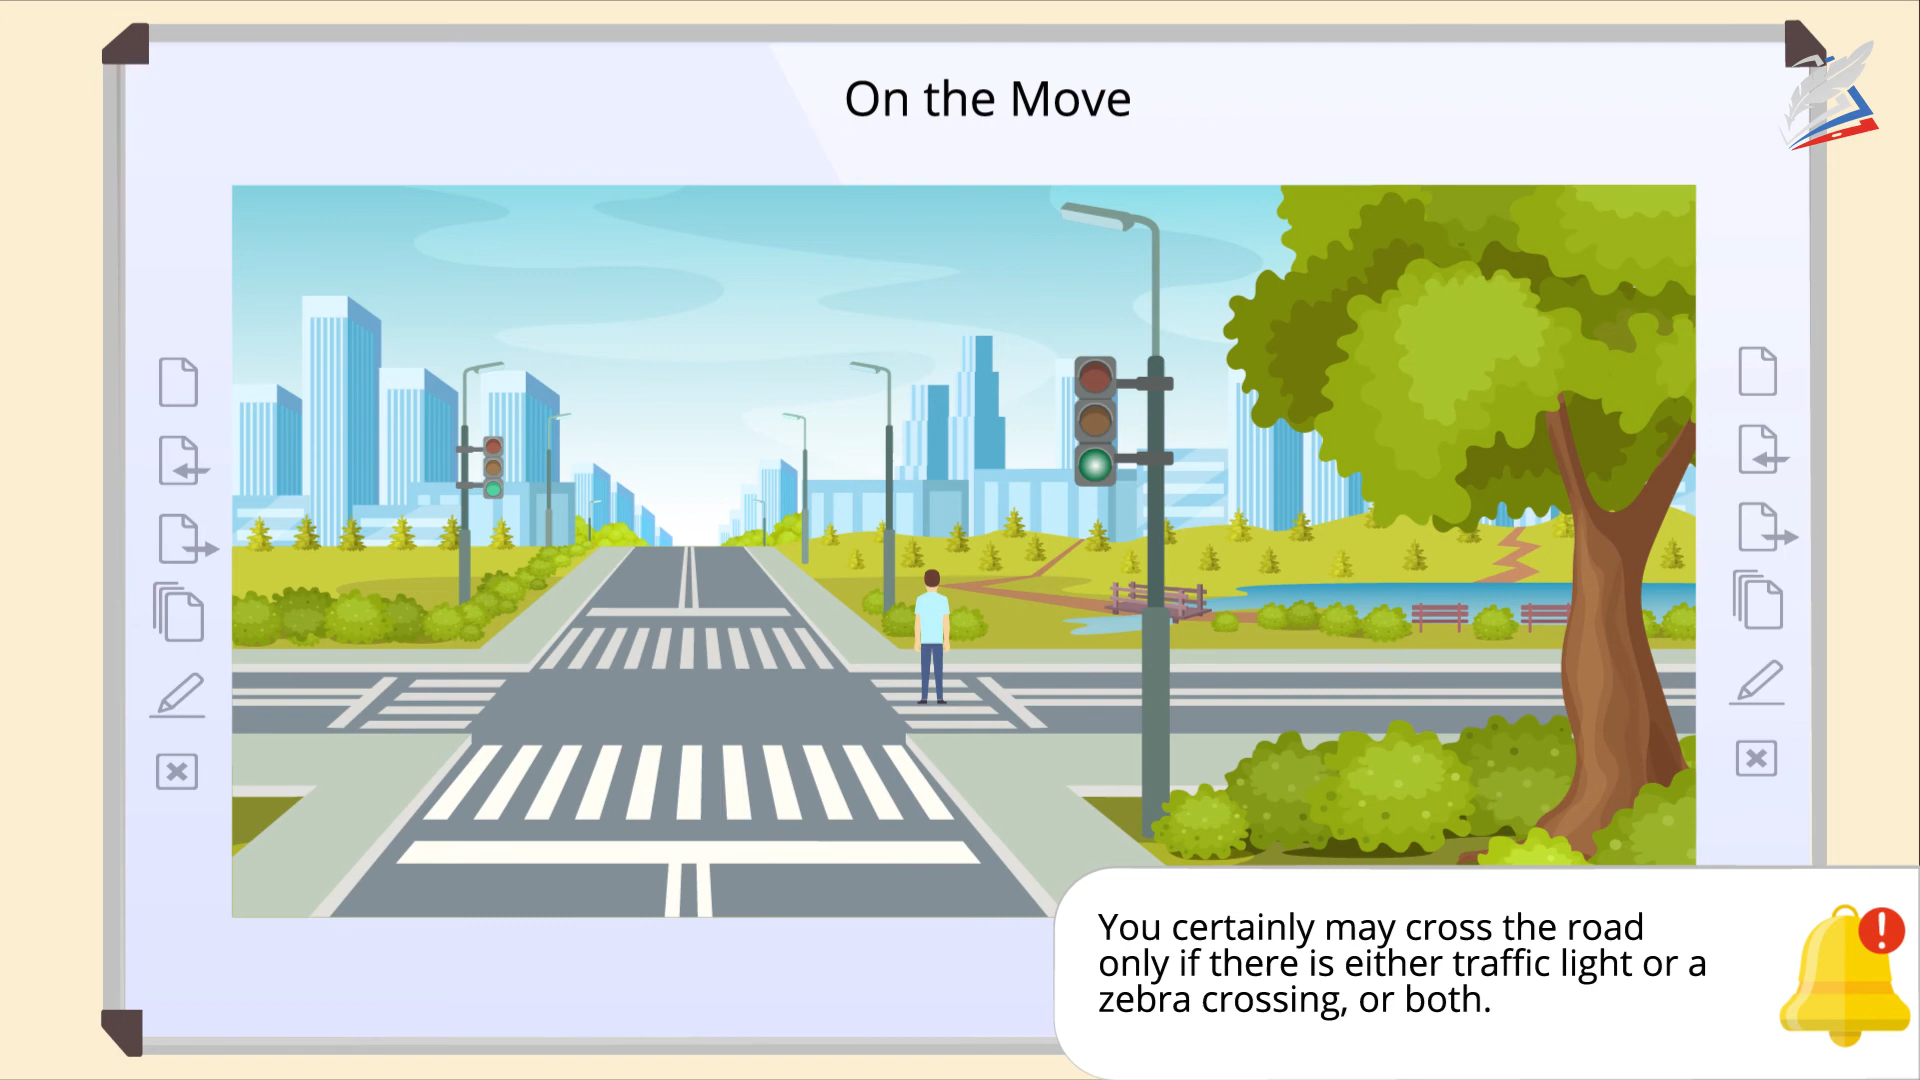 On the Move
You certainly may cross the road
only if there is either traffic light or a
zebra crossing, or both.